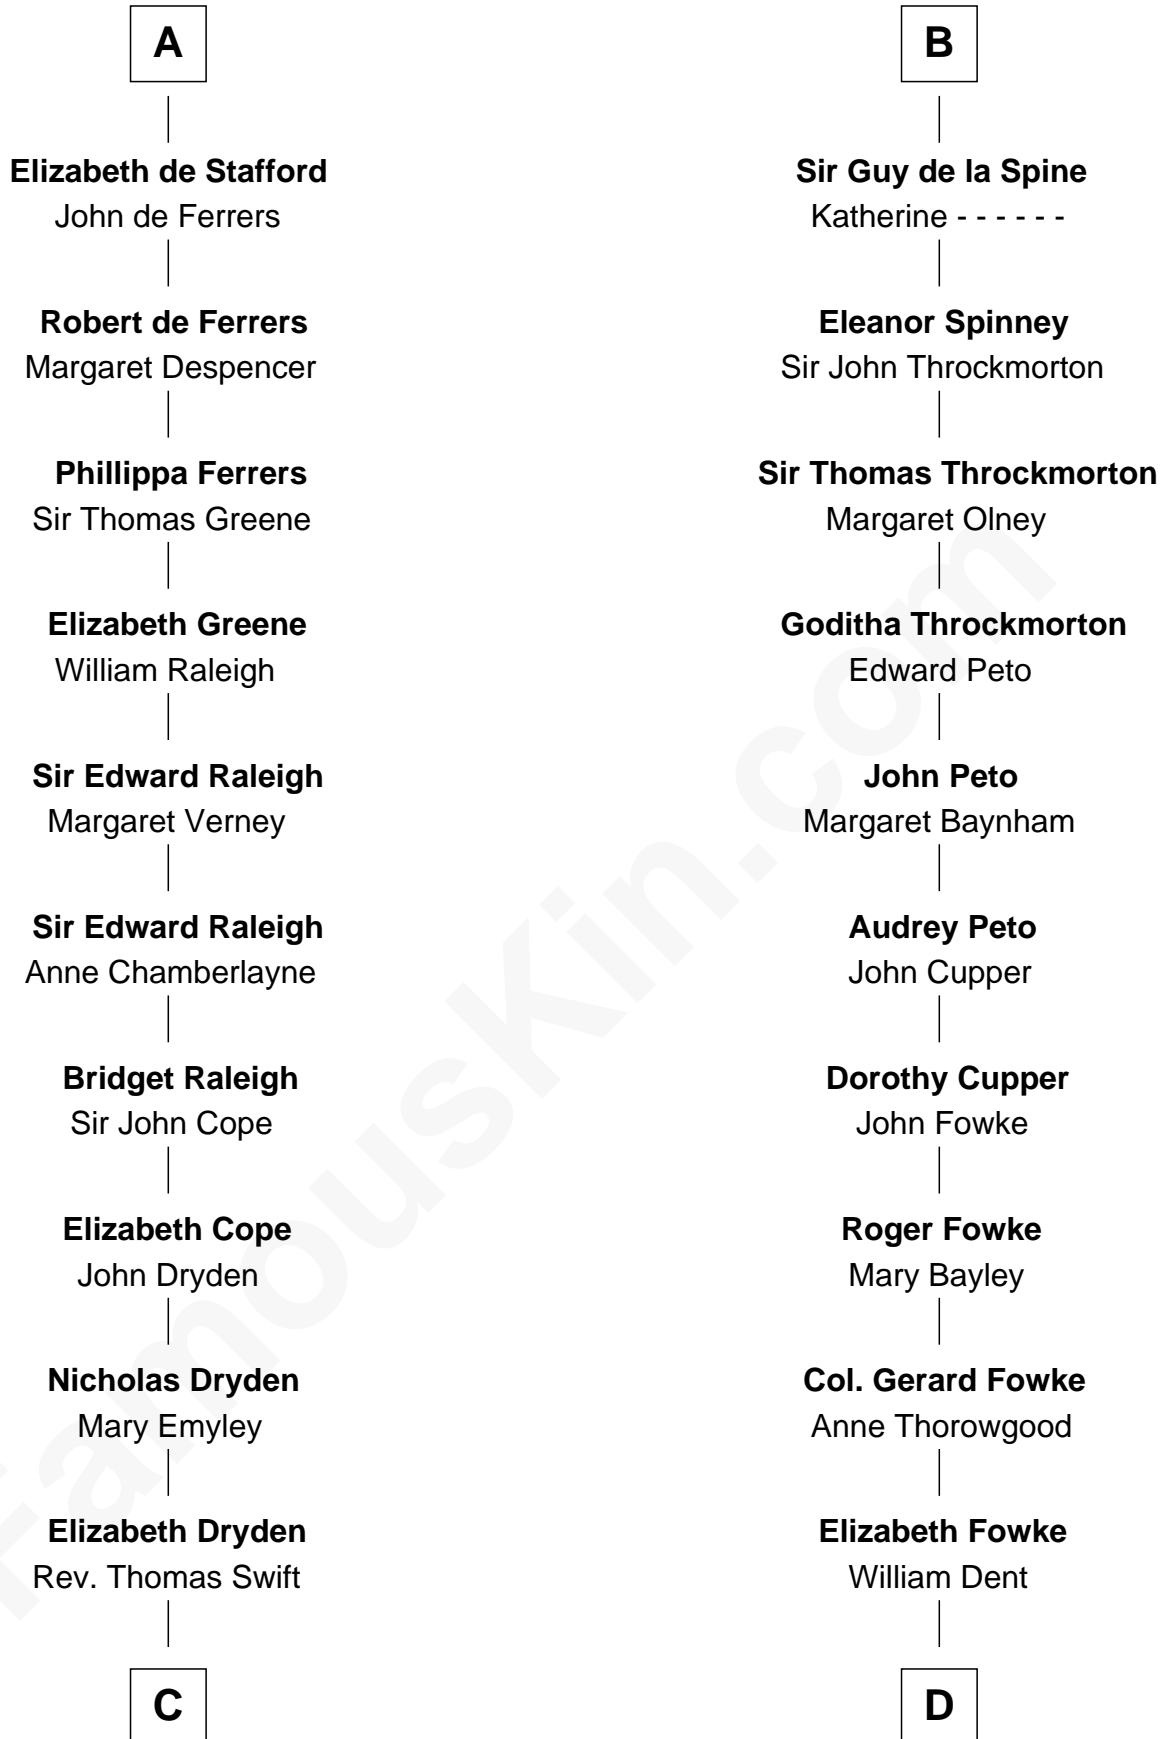 A
Elizabeth de Stafford
John de Ferrers
Robert de Ferrers
Margaret Despencer
Phillippa Ferrers
Sir Thomas Greene
Elizabeth Greene
William Raleigh
Sir Edward Raleigh
Margaret Verney
Sir Edward Raleigh
Anne Chamberlayne
Bridget Raleigh
Sir John Cope
Elizabeth Cope
John Dryden
Nicholas Dryden
Mary Emyley
Elizabeth Dryden
Rev. Thomas Swift
C
B
Sir Guy de la Spine
Katherine - - - - - -
Eleanor Spinney
Sir John Throckmorton
Sir Thomas Throckmorton
Margaret Olney
Goditha Throckmorton
Edward Peto
John Peto
Margaret Baynham
Audrey Peto
John Cupper
Dorothy Cupper
John Fowke
Roger Fowke
Mary Bayley
Col. Gerard Fowke
Anne Thorowgood
Elizabeth Fowke
William Dent
D
FamousKin.com